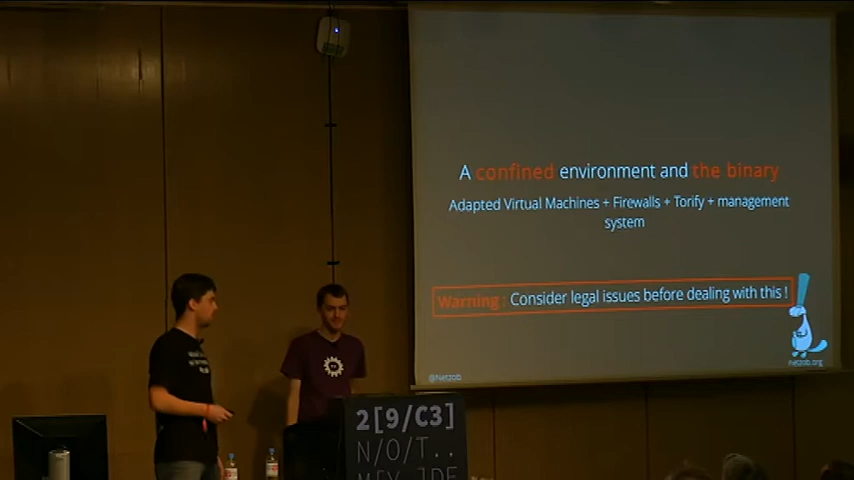 A confined environment and the binary
Adapted Virtual Machines + Firewalls + Torify + management
system
Warning: Consider legal issues before dealing with this !
@Netzob
netzob.org
2[9/C3]
N/O/T..